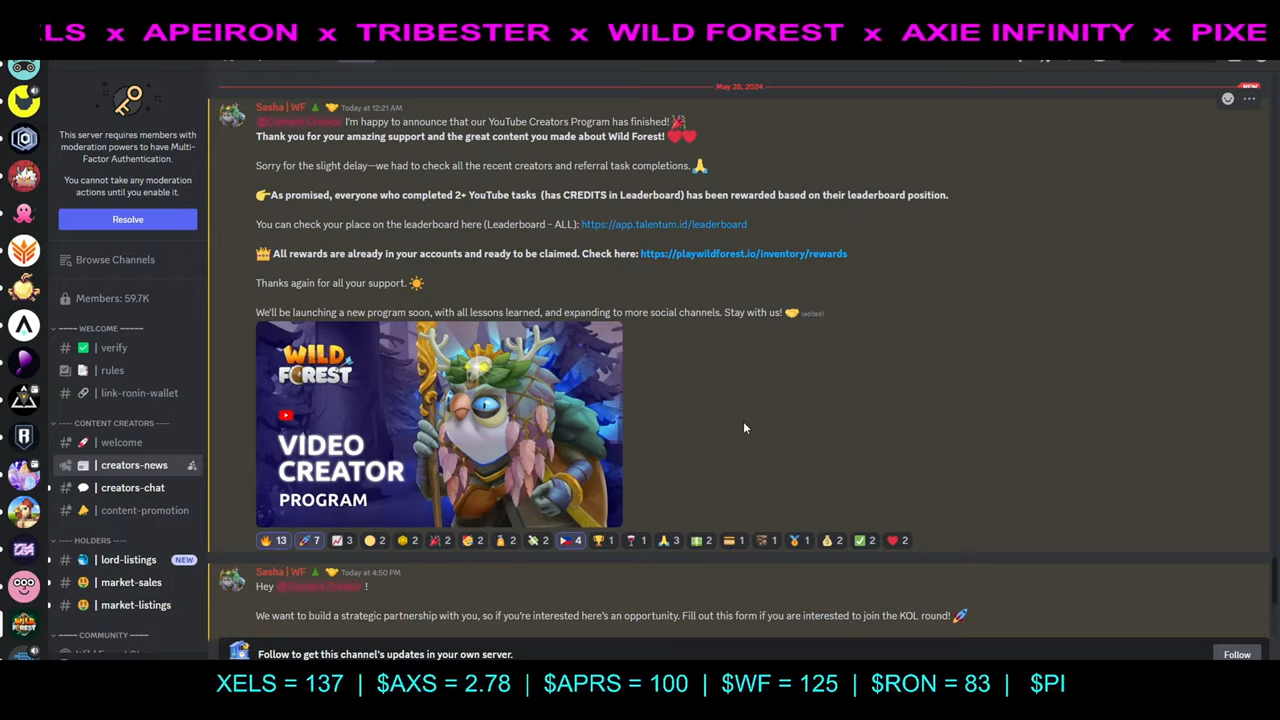 LS x APEIRON x TRIBESTER x WILD FOREST x AXIE INFINITY x PIXE
This server requires members with
moderation powers to have Multi-
Factor Authentication.
You cannot take any moderation
actions until you enable it.
Resolve
Browse Channels
Members: 59.7K
---- WELCOME ----
verify
rules
link-ronin-wallet
CONTENT CREATORS ----
welcome
creators-news
creators-chat
content-promotion
---- HOLDERS ----
lord-listings NEW
market-sales
market-listings
---- COMMUNITY ----
May 28, 2024
NEW
Sasha | WF Today at 12:21 AM
@Content Creator I'm happy to announce that our YouTube Creators Program has finished!
Thank you for your amazing support and the great content you made about Wild Forest!
Sorry for the slight delay—we had to check all the recent creators and referral task completions.
As promised, everyone who completed 2+ YouTube tasks (has CREDITS in Leaderboard) has been rewarded based on their leaderboard position.
You can check your place on the leaderboard here (Leaderboard - ALL): https://app.talentum.id/leaderboard
All rewards are already in your accounts and ready to be claimed. Check here: https://playwildforest.io/inventory/rewards
Thanks again for all your support.
We'll be launching a new program soon, with all lessons learned, and expanding to more social channels. Stay with us! (edited)
WILD
FOREST
VIDEO
CREATOR
PROGRAM
13 7 3 2 2 2 2 2 2 4 1 1 3 2 1 1 1 2 2 2
Sasha | WF Today at 4:50 PM
Hey @Content Creator !
We want to build a strategic partnership with you, so if you're interested here's an opportunity. Fill out this form if you are interested to join the KOL round!
Follow to get this channel's updates in your own server.
Follow
XELS = 137 | $AXS = 2.78 | $APRS = 100 | $WF = 125 | $RON = 83 | $PI